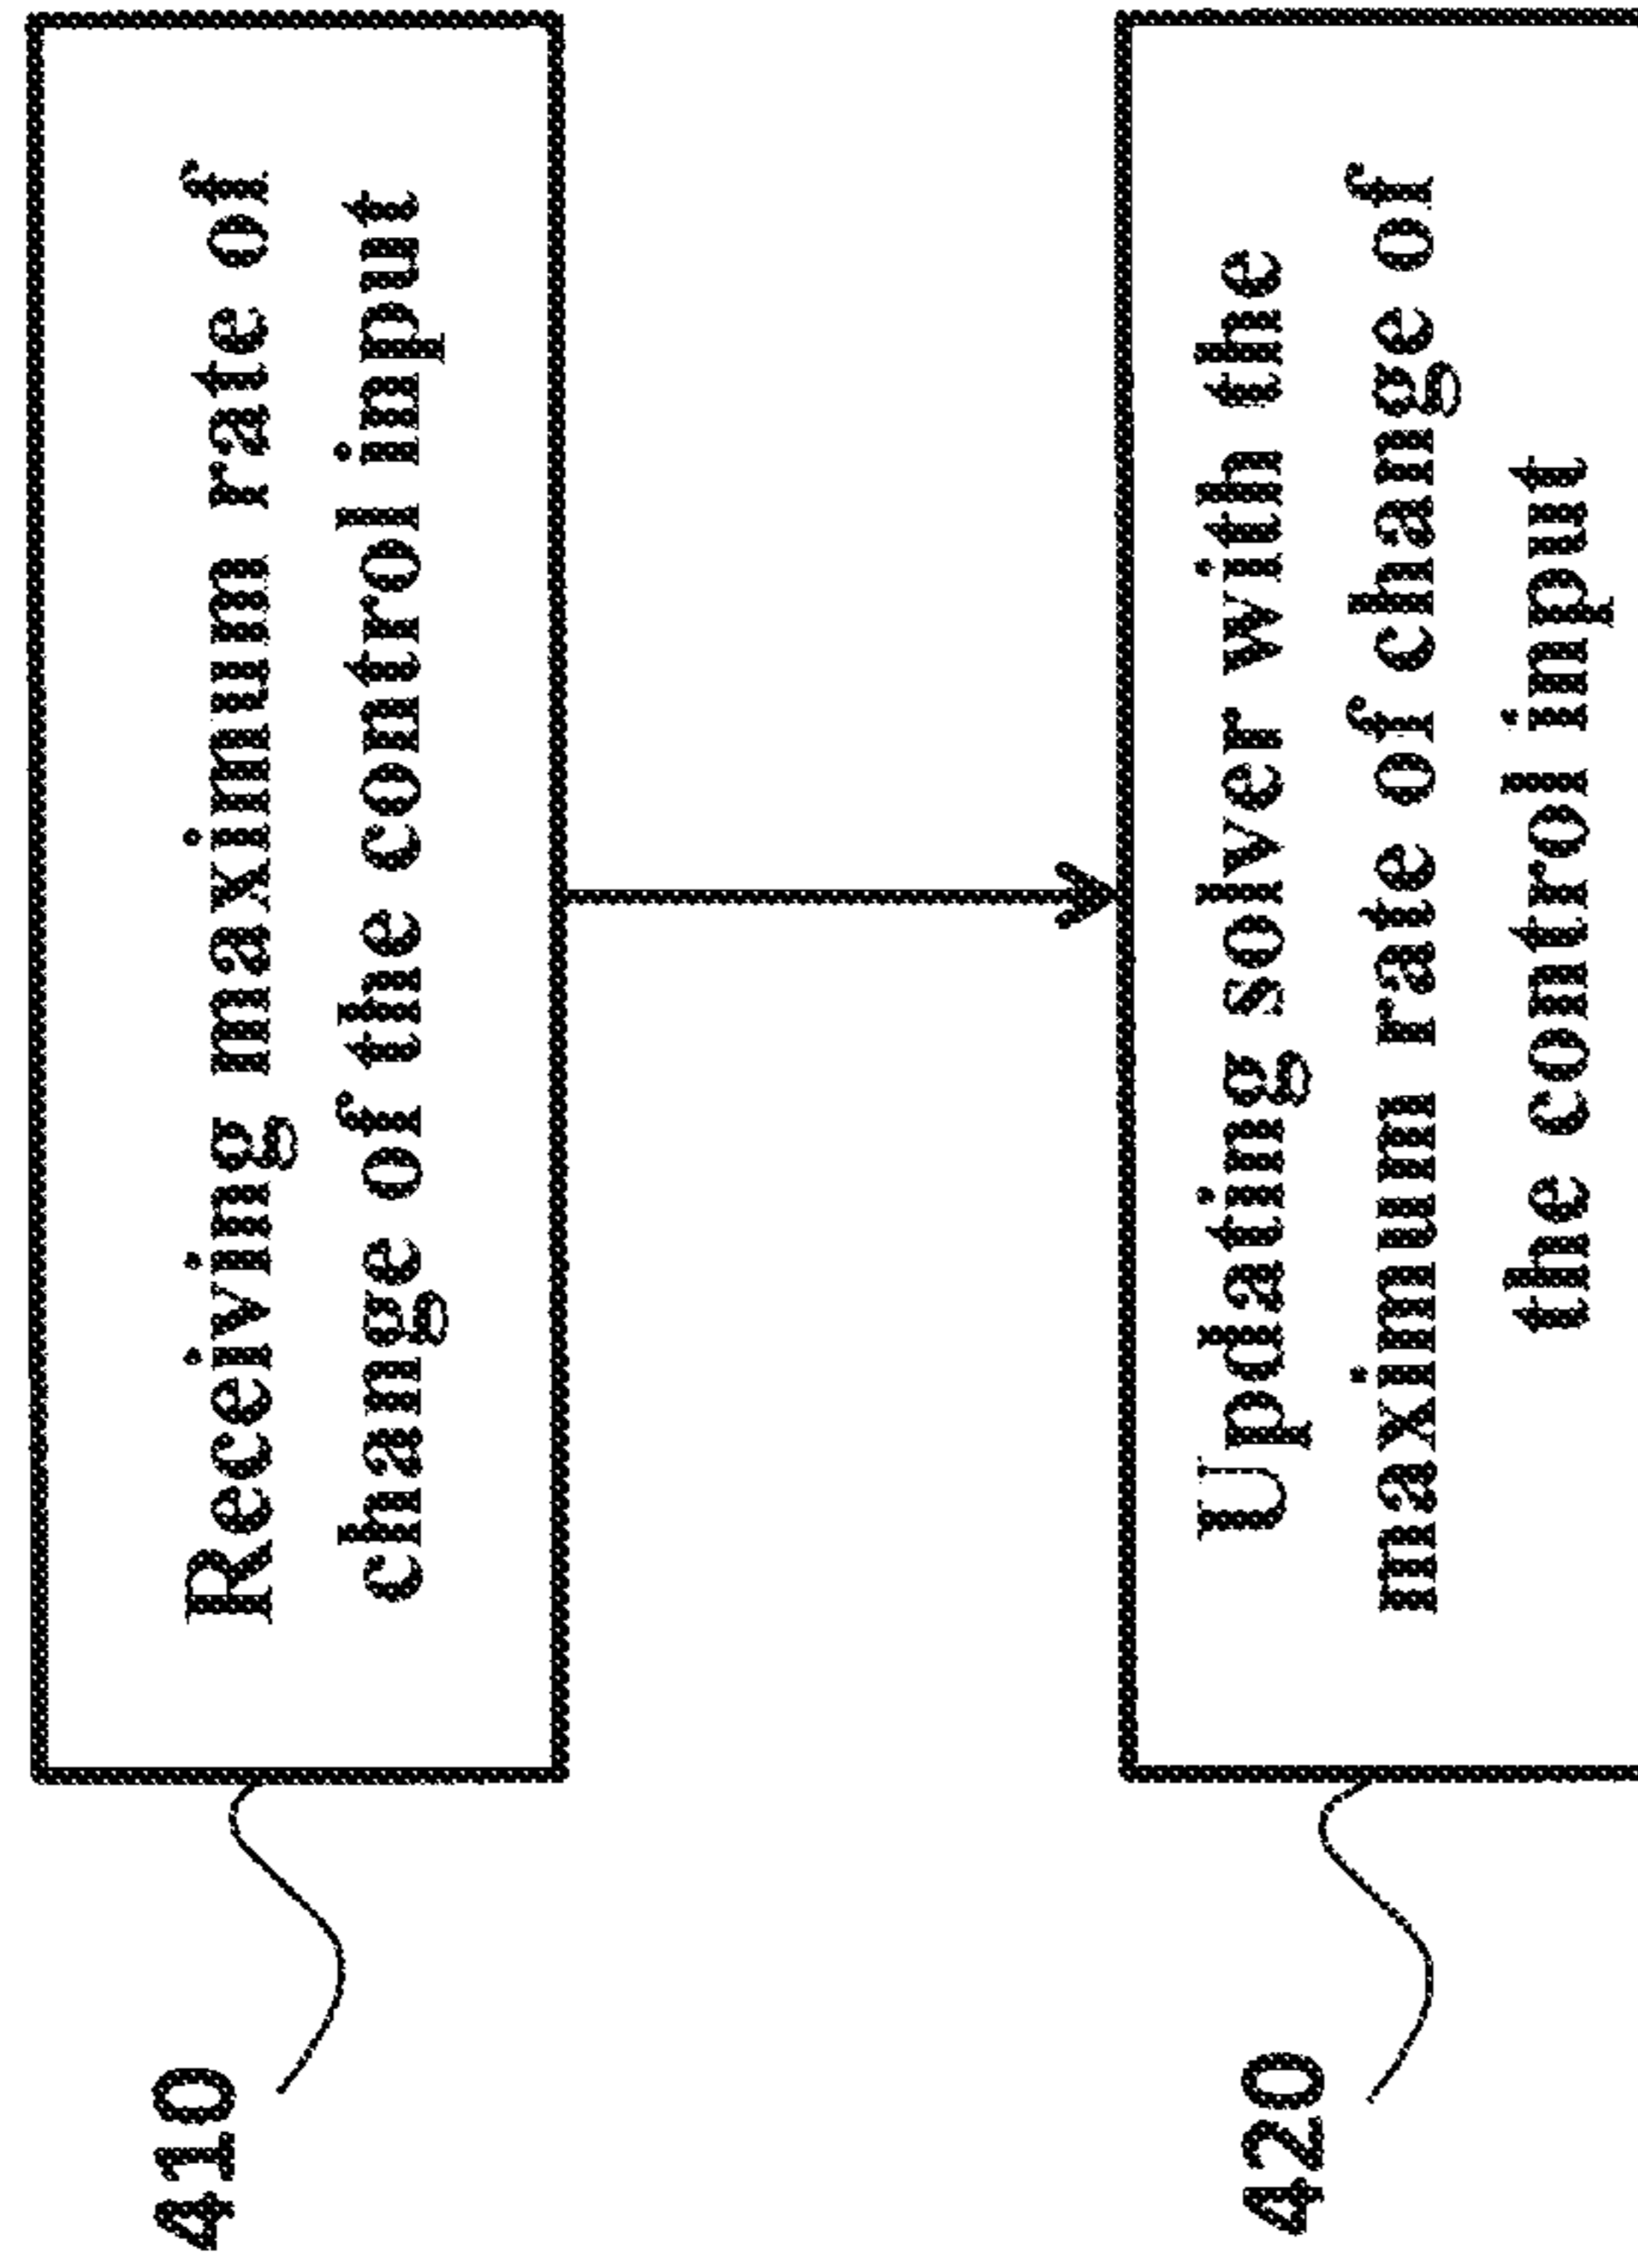 410
Receiving maximum rate of
change of the control input
420
Updating solver with the
maximum rate of change of
the control input